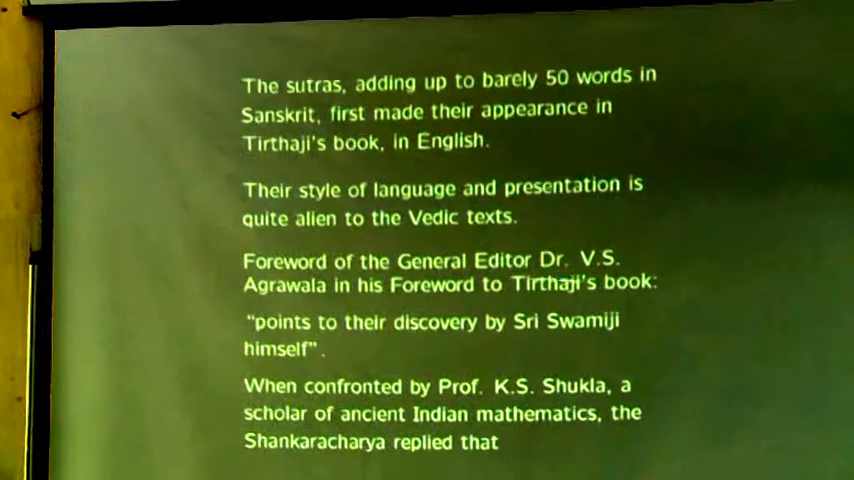 The sutras, adding up to barely 50 words in
Sanskrit, first made their appearance in
Tirthaji's book, in English.
Their style of language and presentation is
quite alien to the Vedic texts.
Foreword of the General Editor Dr. V.S.
Agrawala in his Foreword to Tirthaji's book:
"points to their discovery by Sri Swamiji
himself".
When confronted by Prof. K.S. Shukla, a
scholar of ancient Indian mathematics, the
Shankaracharya replied that